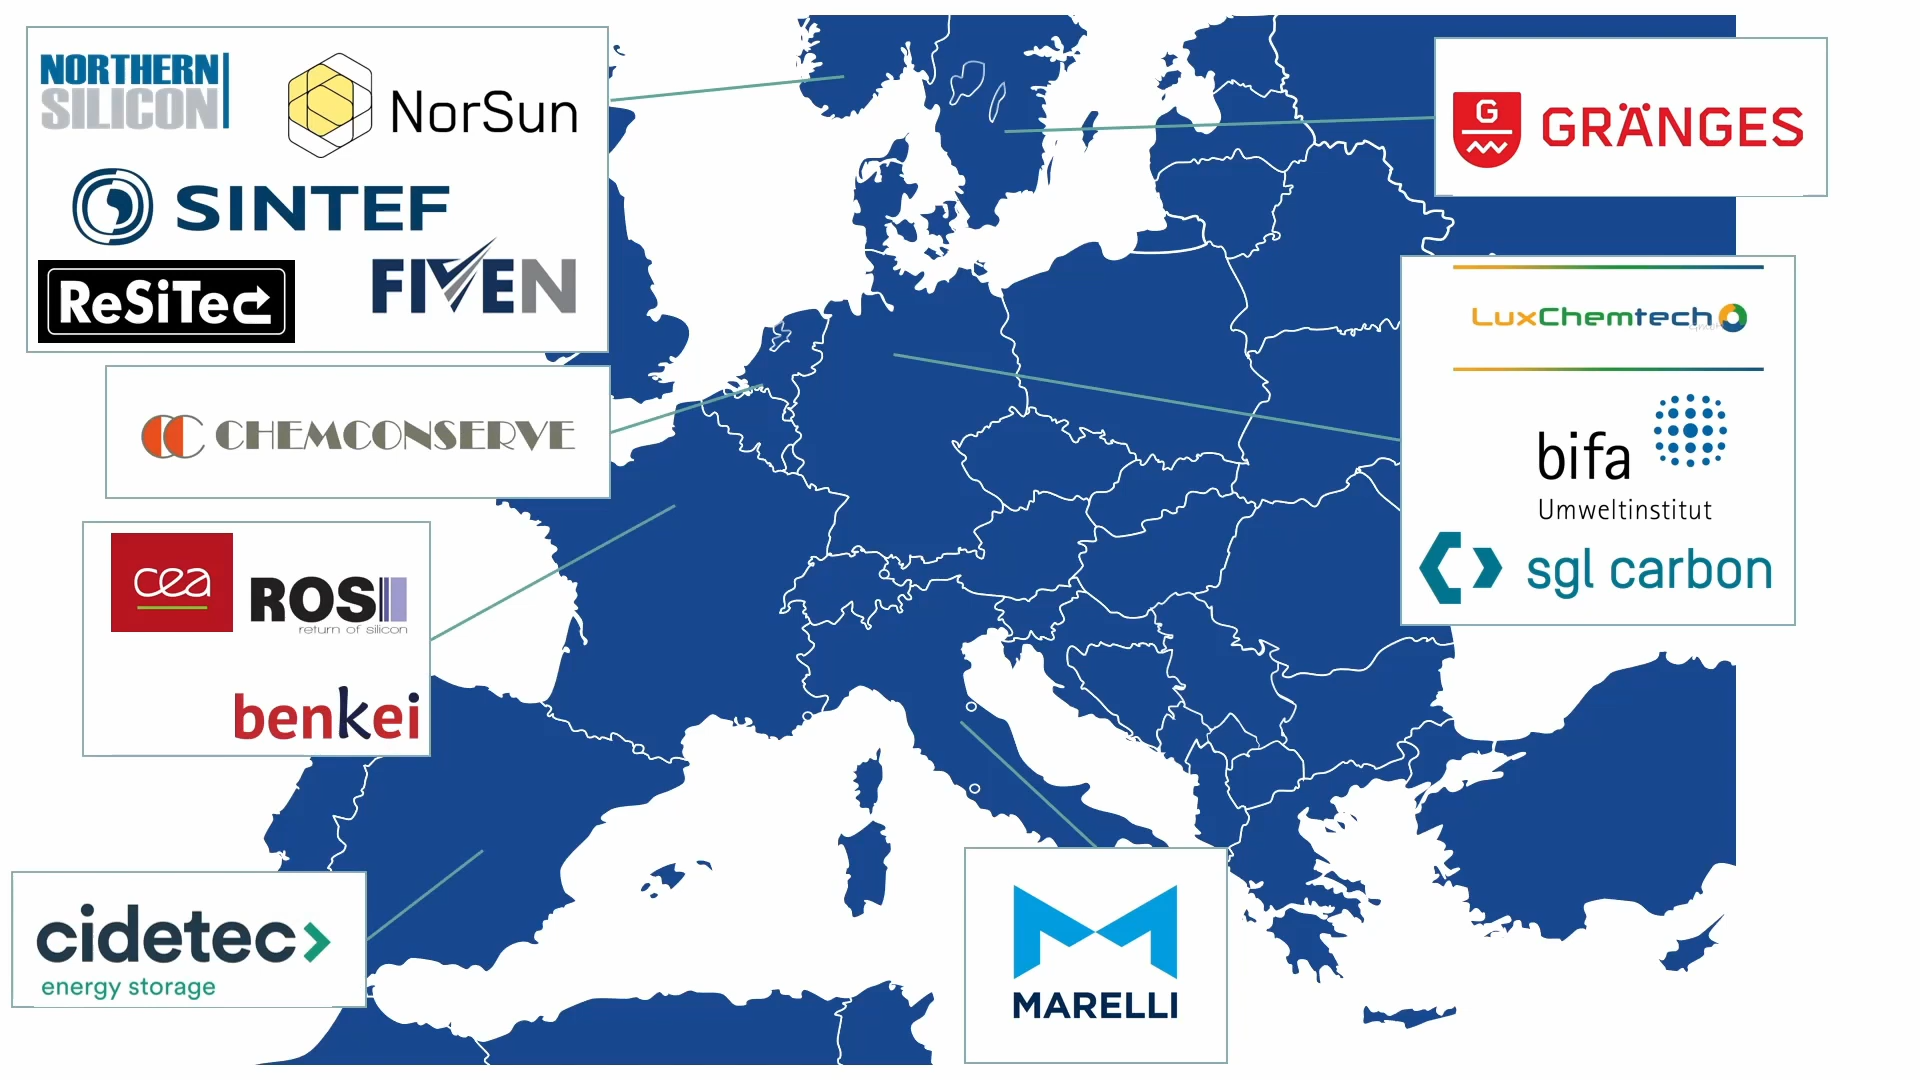 NORTHERN
SILICON
NorSun
SINTEF
ReSiTec
FIVEN
CHEMCONSERVE
cea
ROSI
return of silicon
benkei
cidetec
energy storage
MARELLI
G
GRÄNGES
LuxChemtech
bifa
Umweltinstitut
sgl carbon